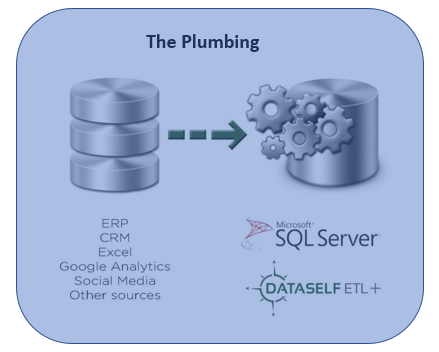 The Plumbing
ERP
CRM
Excel
Google Analytics
Social Media
Other sources
Microsoft®
SQL Server
DATASELF ETL+